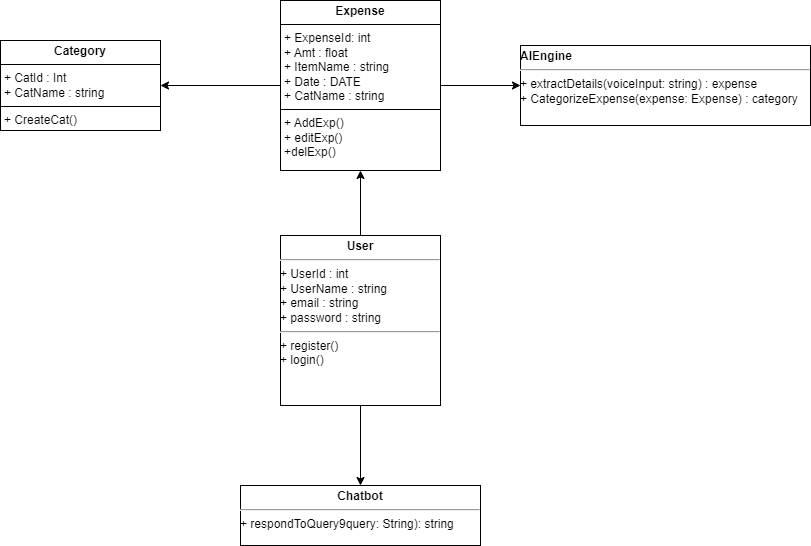 Expense
+ ExpenseId: int
+ Amt : float
+ ItemName : string
+ Date : DATE
+ CatName : string
+ AddExp()
+ editExp()
+delExp()
Category
+ CatId : Int
+ CatName : string
+ CreateCat()
AIEngine
+ extractDetails(voiceInput: string) : expense
+ CategorizeExpense(expense: Expense) : category
User
+ UserId : int
+ UserName : string
+ email : string
+ password : string
+ register()
+ login()
Chatbot
+ respondToQuery9query: String): string